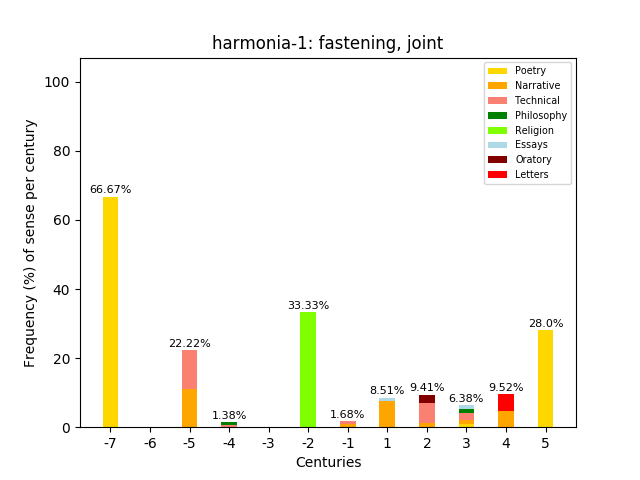 harmonia-1: fastening, joint
Frequency (%) of sense per century
100
80
60
40
20
0
66.67%
22.22%
1.38%
33.33%
1.68%
8.51%
9.41%
6.38%
9.52%
28.0%
Poetry
Narrative
Technical
Philosophy
Religion
Essays
Oratory
Letters
-7 -6 -5 -4 -3 -2 -1 1 2 3 4 5
Centuries